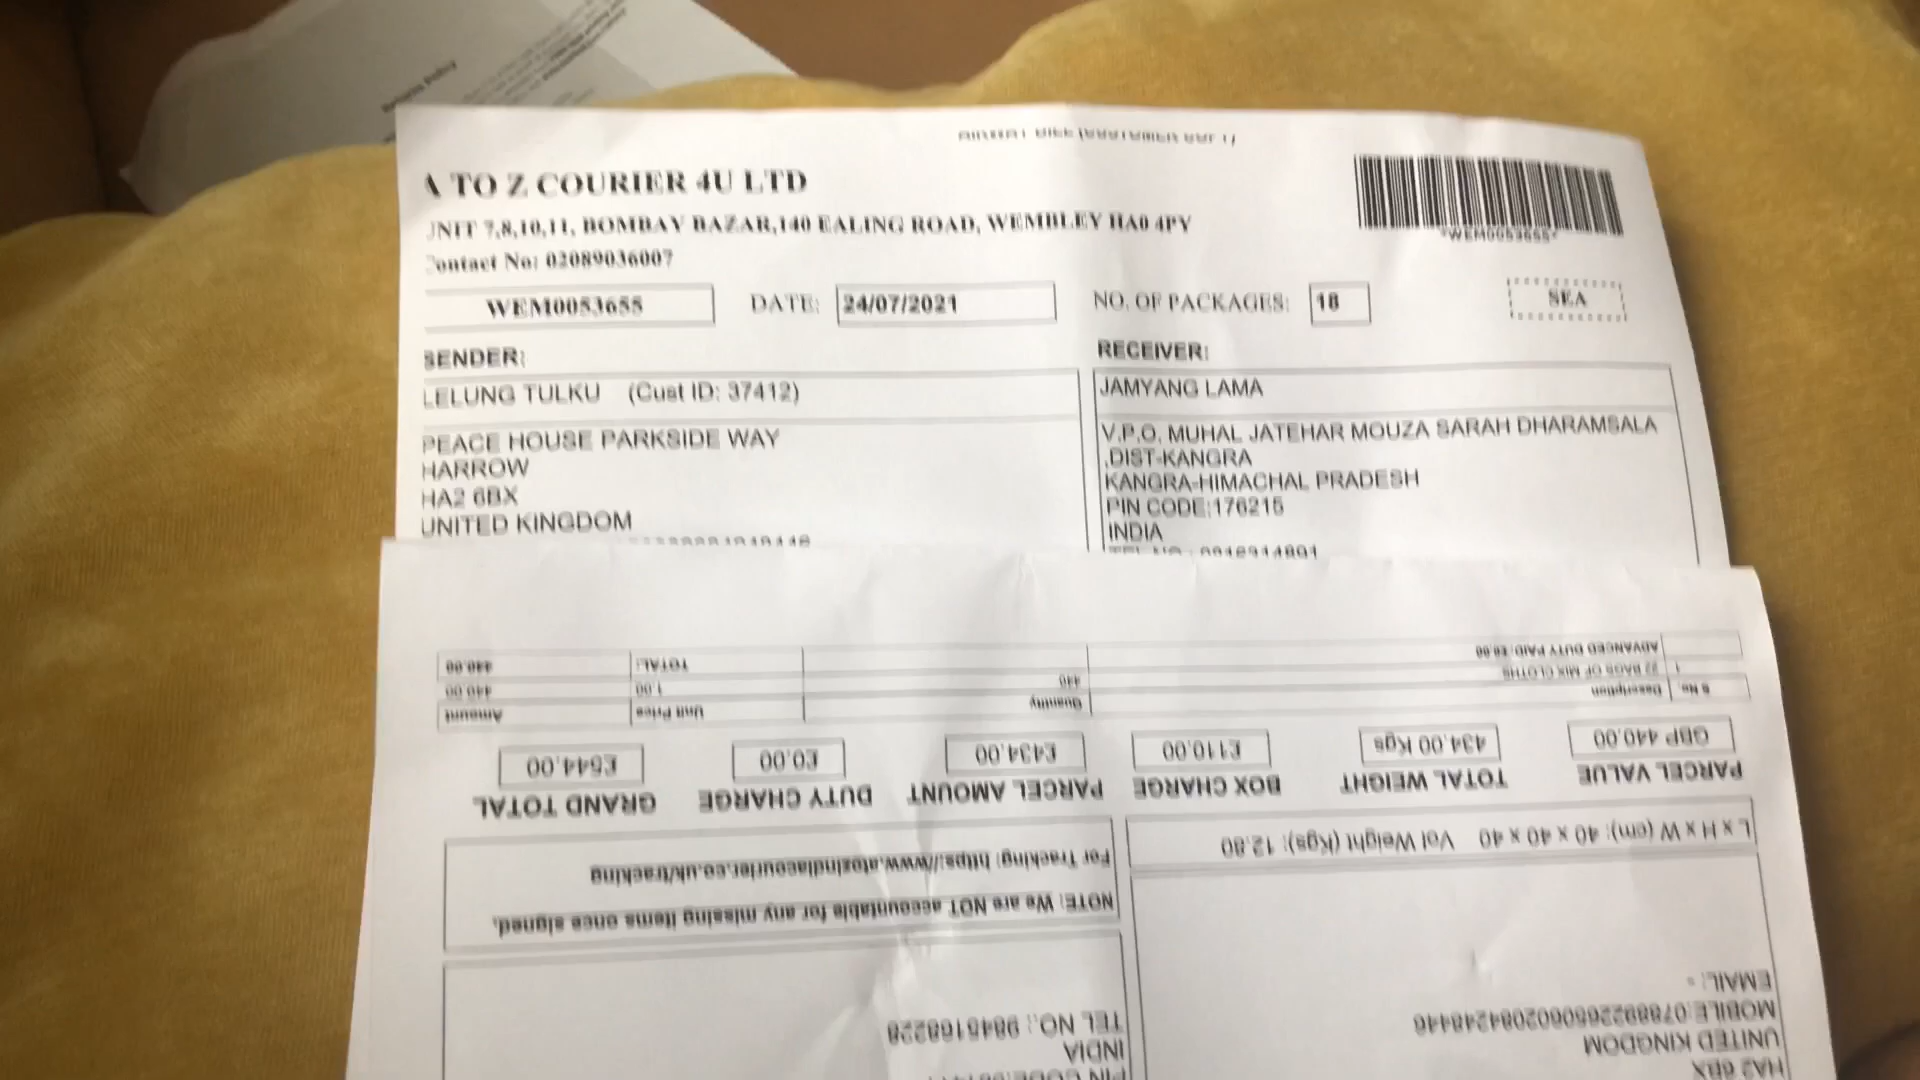 A TO Z COURIER 4U LTD
UNIT 7,8,10,11, BOMBAY BAZAR,140 EALING ROAD, WEMBLEY HA0 4PY
Contact No: 02089036007
*WEM0053655*
WEM0053655 DATE: 24/07/2021 NO. OF PACKAGES: 18 SEA
SENDER:
LELUNG TULKU (Cust ID: 37412)
PEACE HOUSE PARKSIDE WAY
HARROW
HA2 6BX
UNITED KINGDOM
RECEIVER:
JAMYANG LAMA
V.P.O. MUHAL JATEHAR MOUZA SARAH DHARAMSALA
,DIST-KANGRA
KANGRA-HIMACHAL PRADESH
PIN CODE:176215
INDIA
HA2 6BX
UNITED KINGDOM
MOBILE:
EMAIL: -
INDIA
TEL NO.: 9845168228
L x H x W (cm): 40 x 40 x 40 Vol Weight (Kgs): 12.80
NOTE: We are NOT accountable for any missing items once signed.
For Tracking: https://www.atozindiacourier.co.uk/tracking
PARCEL VALUE TOTAL WEIGHT BOX CHARGE PARCEL AMOUNT DUTY CHARGE GRAND TOTAL
GBP 440.00 434.00 Kgs £110.00 £434.00 £0.00 £544.00
S No. Description Quantity Unit Price Amount
1 22 BAGS OF MIX CLOTHS 440 1.00 440.00
ADVANCED DUTY PAID: £0.00 TOTAL: 440.00